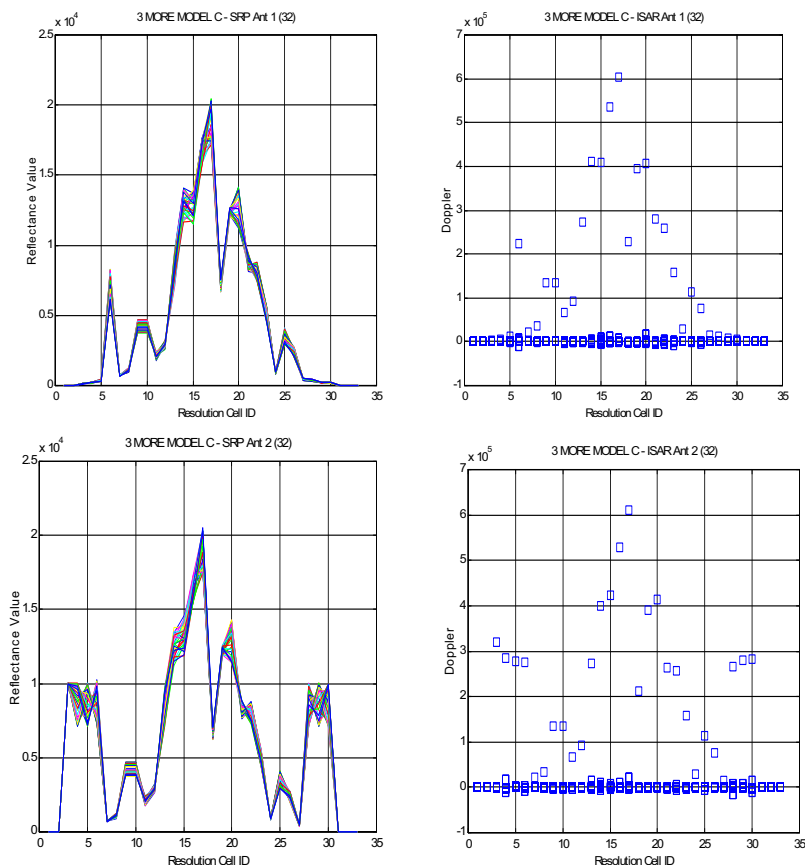 3 MORE MODEL C - SRP Ant 1 (32)
x 10^4
2.5
2
1.5
1
0.5
0
0 5 10 15 20 25 30 35
Reflectance Value
Resolution Cell ID
3 MORE MODEL C - ISAR Ant 1 (32)
x 10^5
7
6
5
4
3
2
1
0
-1
0 5 10 15 20 25 30 35
Doppler
Resolution Cell ID
3 MORE MODEL C - SRP Ant 2 (32)
x 10^4
2.5
2
1.5
1
0.5
0
0 5 10 15 20 25 30 35
Reflectance Value
Resolution Cell ID
3 MORE MODEL C - ISAR Ant 2 (32)
x 10^5
7
6
5
4
3
2
1
0
-1
0 5 10 15 20 25 30 35
Doppler
Resolution Cell ID